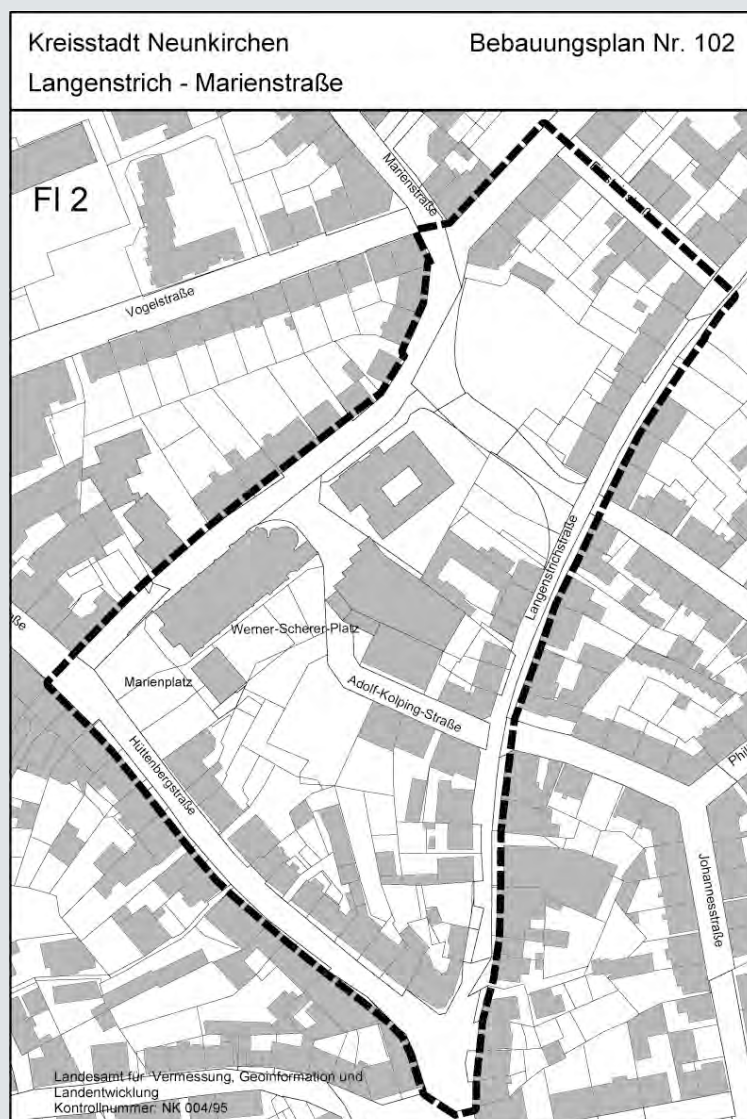 Kreisstadt Neunkirchen
Bebauungsplan Nr. 102
Langenstrich - Marienstraße
Fl 2
Marienstraße
Vogelstraße
Langenstrichstraße
Werner-Scherer-Platz
Marienplatz
Adolf-Kolping-Straße
Hüttenbergstraße
Johannesstraße
Landesamt für Vermessung, Geoinformation und
Landentwicklung
Kontrollnummer: NK 004/95